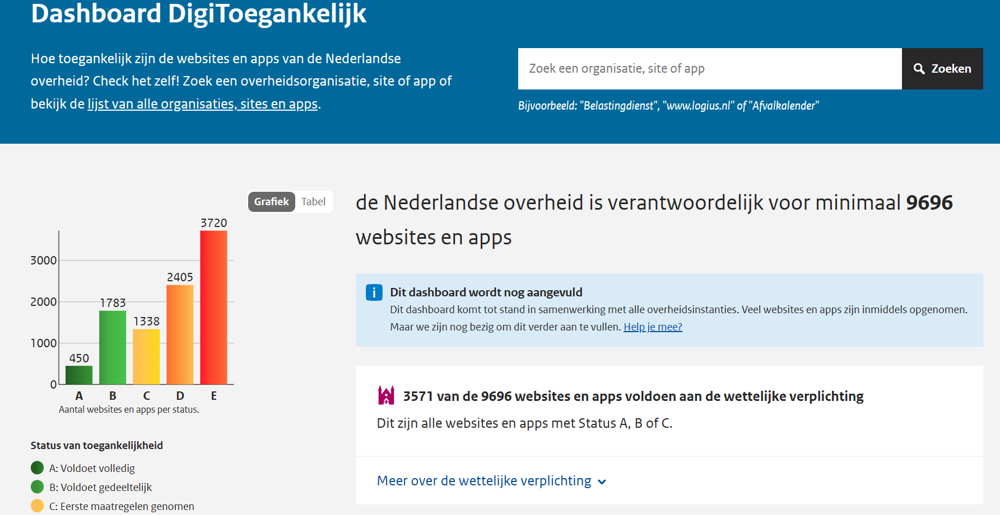 Dashboard DigiToegankelijk
Hoe toegankelijk zijn de websites en apps van de Nederlandse
overheid? Check het zelf! Zoek een overheidsorganisatie, site of app of
bekijk de lijst van alle organisaties, sites en apps.
Zoek een organisatie, site of app
Zoeken
Bijvoorbeeld: "Belastingdienst", "www.logius.nl" of "Afvalkalender"
Grafiek Tabel
3720
3000
2405
2000
1783
1338
1000
450
0
A B C D E
Aantal websites en apps per status.
Status van toegankelijkheid
A: Voldoet volledig
B: Voldoet gedeeltelijk
C: Eerste maatregelen genomen
de Nederlandse overheid is verantwoordelijk voor minimaal 9696
websites en apps
Dit dashboard wordt nog aangevuld
Dit dashboard komt tot stand in samenwerking met alle overheidsinstanties. Veel websites en apps zijn inmiddels opgenomen.
Maar we zijn nog bezig om dit verder aan te vullen. Help je mee?
3571 van de 9696 websites en apps voldoen aan de wettelijke verplichting
Dit zijn alle websites en apps met Status A, B of C.
Meer over de wettelijke verplichting